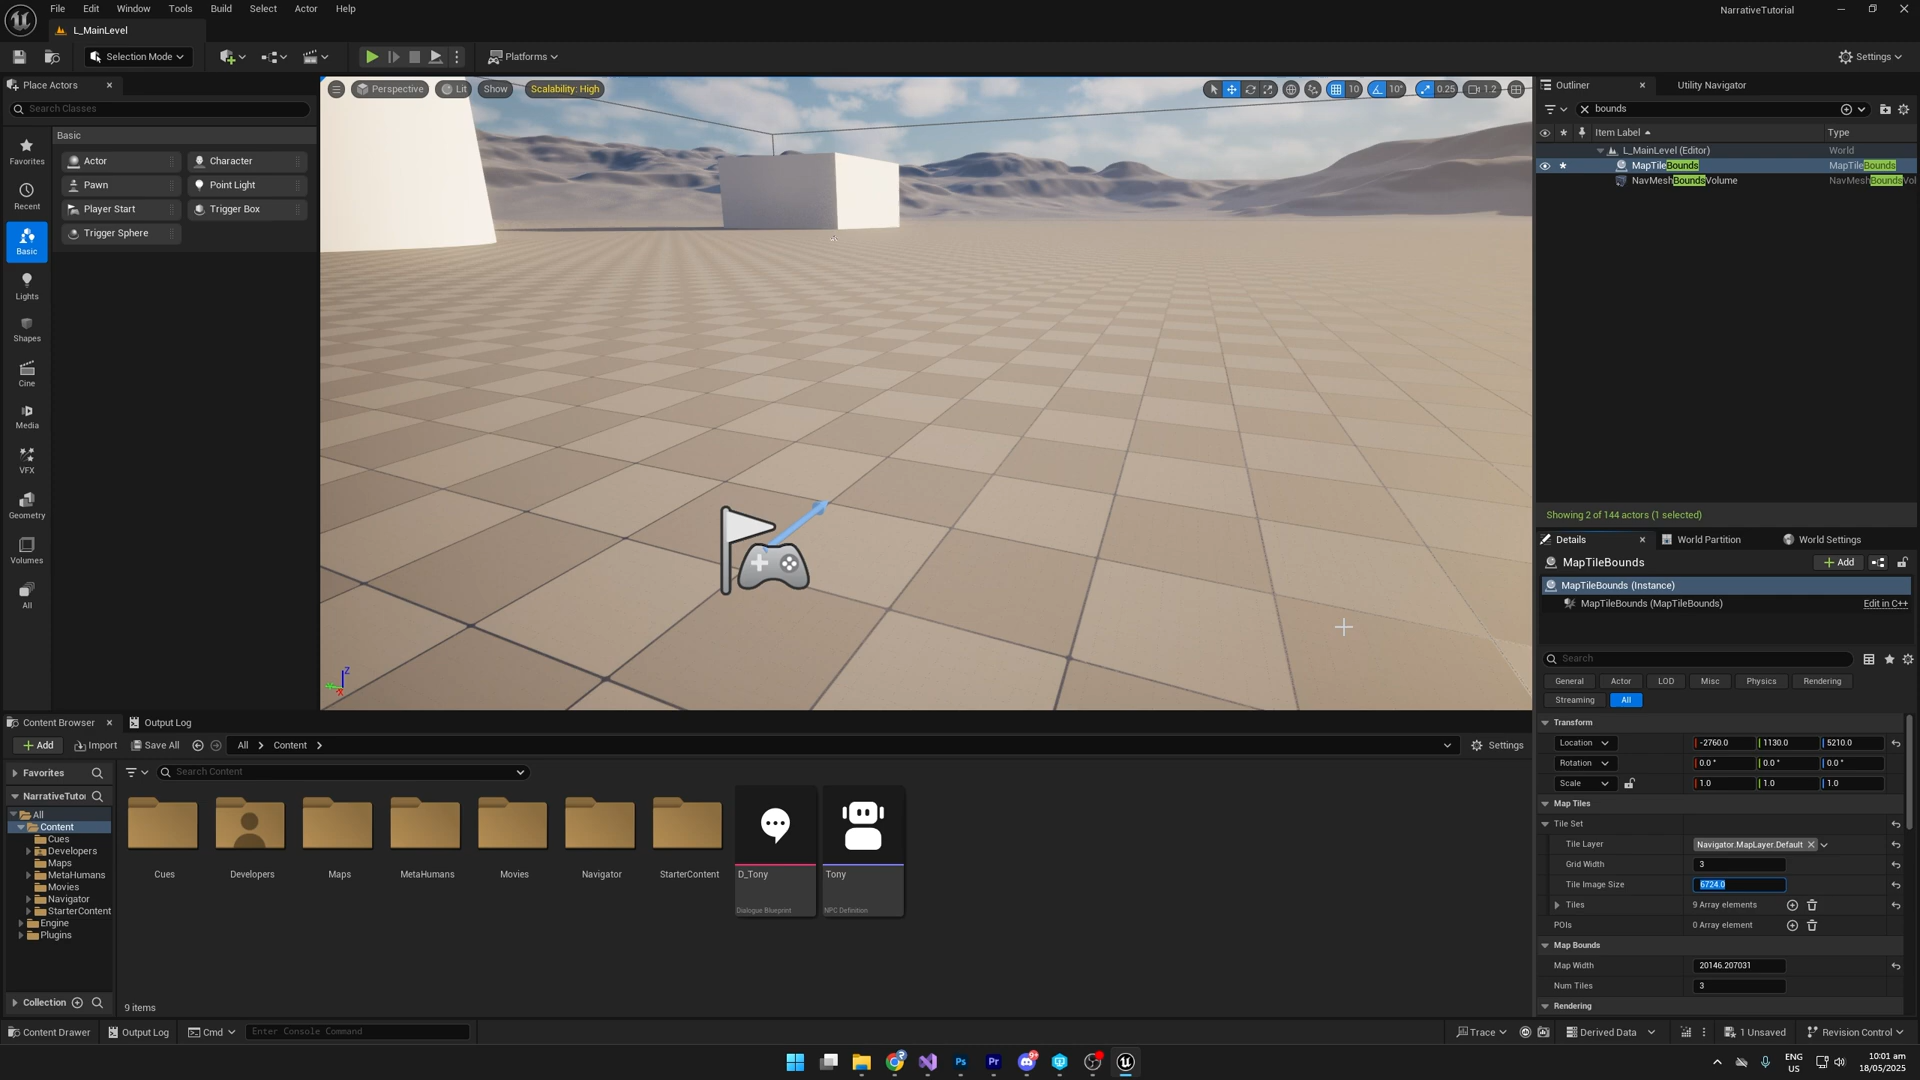 File Edit Window Tools Build Select Actor Help
NarrativeTutorial
L_MainLevel
Selection Mode
Platforms
Settings
Place Actors
Search Classes
Favorites
Recent
Basic
Lights
Shapes
Cine
Media
VFX
Geometry
Volumes
All
Basic
Actor
Character
Pawn
Point Light
Player Start
Trigger Box
Trigger Sphere
Perspective
Lit
Show
Scalability: High
10
10°
0.25
1.2
Z
X
Outliner
Utility Navigator
bounds
Item Label
Type
L_MainLevel (Editor)
World
MapTileBounds
MapTileBounds
NavMeshBoundsVolume
NavMeshBoundsVol
Showing 2 of 144 actors (1 selected)
Details
World Partition
World Settings
MapTileBounds
Add
MapTileBounds (Instance)
MapTileBounds (MapTileBounds)
Edit in C++
Search
General
Actor
LOD
Misc
Physics
Rendering
Streaming
All
Transform
Location
-2760.0
1130.0
5210.0
Rotation
0.0 °
0.0 °
0.0 °
Scale
1.0
1.0
1.0
Map Tiles
Tile Set
Tile Layer
Navigator.MapLayer.Default
Grid Width
3
Tile Image Size
6724.0
Tiles
9 Array elements
POIs
0 Array element
Map Bounds
Map Width
20146.207031
Num Tiles
3
Rendering
Content Browser
Output Log
Add
Import
Save All
All
Content
Settings
Favorites
Search Content
NarrativeTutor
All
Content
Cues
Developers
Maps
MetaHumans
Movies
Navigator
StarterContent
Engine
Plugins
Collection
Cues
Developers
Maps
MetaHumans
Movies
Navigator
StarterContent
D_Tony
Dialogue Blueprint
Tony
NPC Definition
9 items
Content Drawer
Output Log
Cmd
Enter Console Command
Trace
Derived Data
1 Unsaved
Revision Control
Ps
Pr
ENG
US
10:01 am
18/05/2025